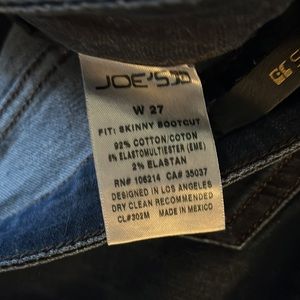 JOE'S
W 27
FIT: SKINNY BOOTCUT
92% COTTON/COTON
6% ELASTOMULTIESTER (EME)
2% ELASTAN
RN# 106214 CA# 35037
DESIGNED IN LOS ANGELES
DRY CLEAN RECOMMENDED
CL#302M MADE IN MEXICO